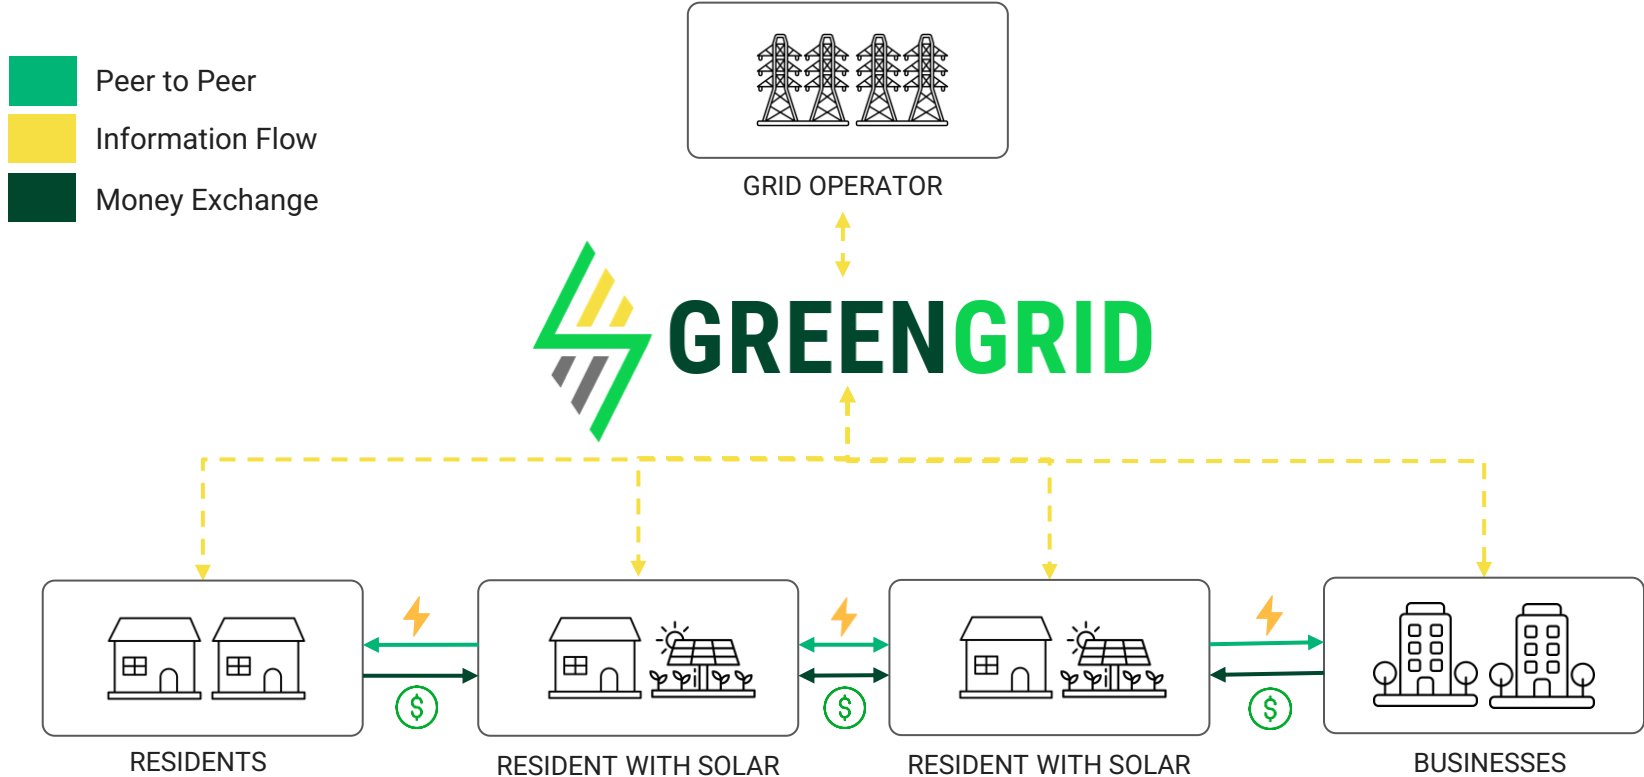 GRID OPERATOR
Peer to Peer
Information Flow
Money Exchange
GREENGRID
$
$
$
RESIDENTS
RESIDENT WITH SOLAR
RESIDENT WITH SOLAR
BUSINESSES